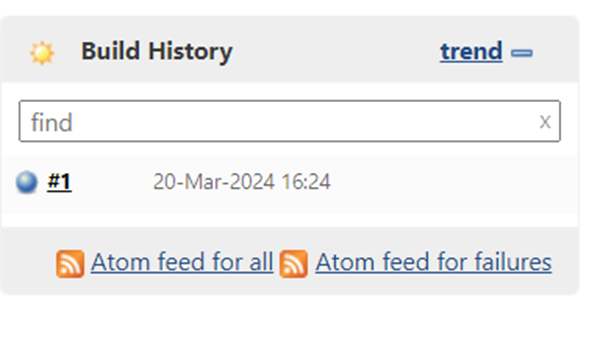 Build History trend
find x
#1 20-Mar-2024 16:24
Atom feed for all Atom feed for failures